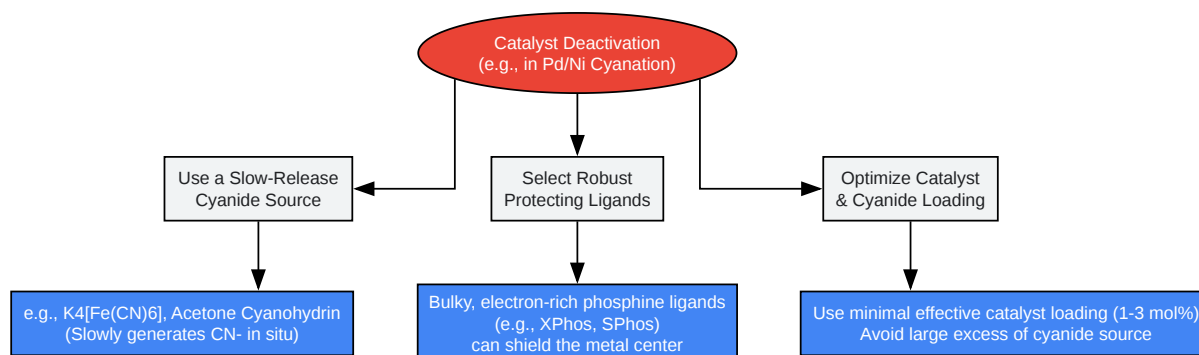 Catalyst Deactivation
(e.g., in Pd/Ni Cyanation)
Use a Slow-Release
Cyanide Source
Select Robust
Protecting Ligands
Optimize Catalyst
& Cyanide Loading
e.g., K4[Fe(CN)6], Acetone Cyanohydrin
(Slowly generates CN- in situ)
Bulky, electron-rich phosphine ligands
(e.g., XPhos, SPhos)
can shield the metal center
Use minimal effective catalyst loading (1-3 mol%)
Avoid large excess of cyanide source